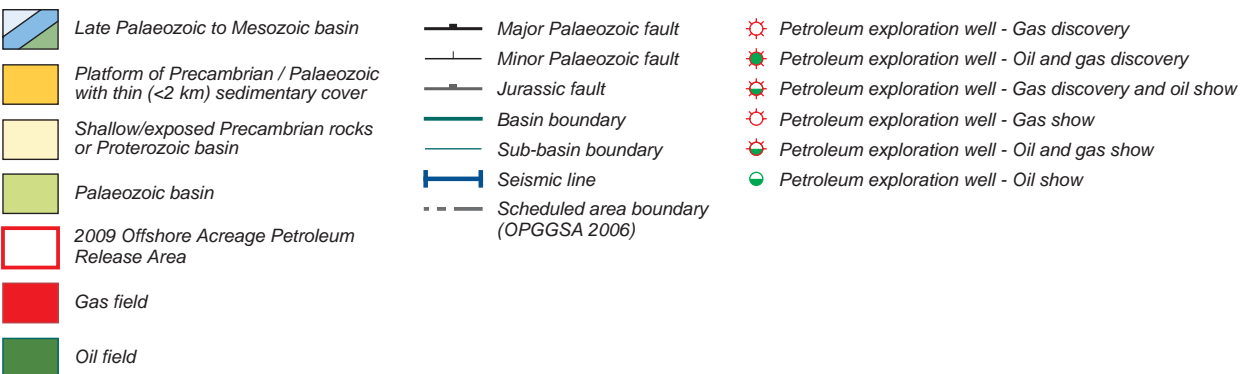 Late Palaeozoic to Mesozoic basin
Platform of Precambrian / Palaeozoic
with thin (<2 km) sedimentary cover
Shallow/exposed Precambrian rocks
or Proterozoic basin
Palaeozoic basin
2009 Offshore Acreage Petroleum
Release Area
Gas field
Oil field
Major Palaeozoic fault
Minor Palaeozoic fault
Jurassic fault
Basin boundary
Sub-basin boundary
Seismic line
Scheduled area boundary
(OPGGSA 2006)
Petroleum exploration well - Gas discovery
Petroleum exploration well - Oil and gas discovery
Petroleum exploration well - Gas discovery and oil show
Petroleum exploration well - Gas show
Petroleum exploration well - Oil and gas show
Petroleum exploration well - Oil show